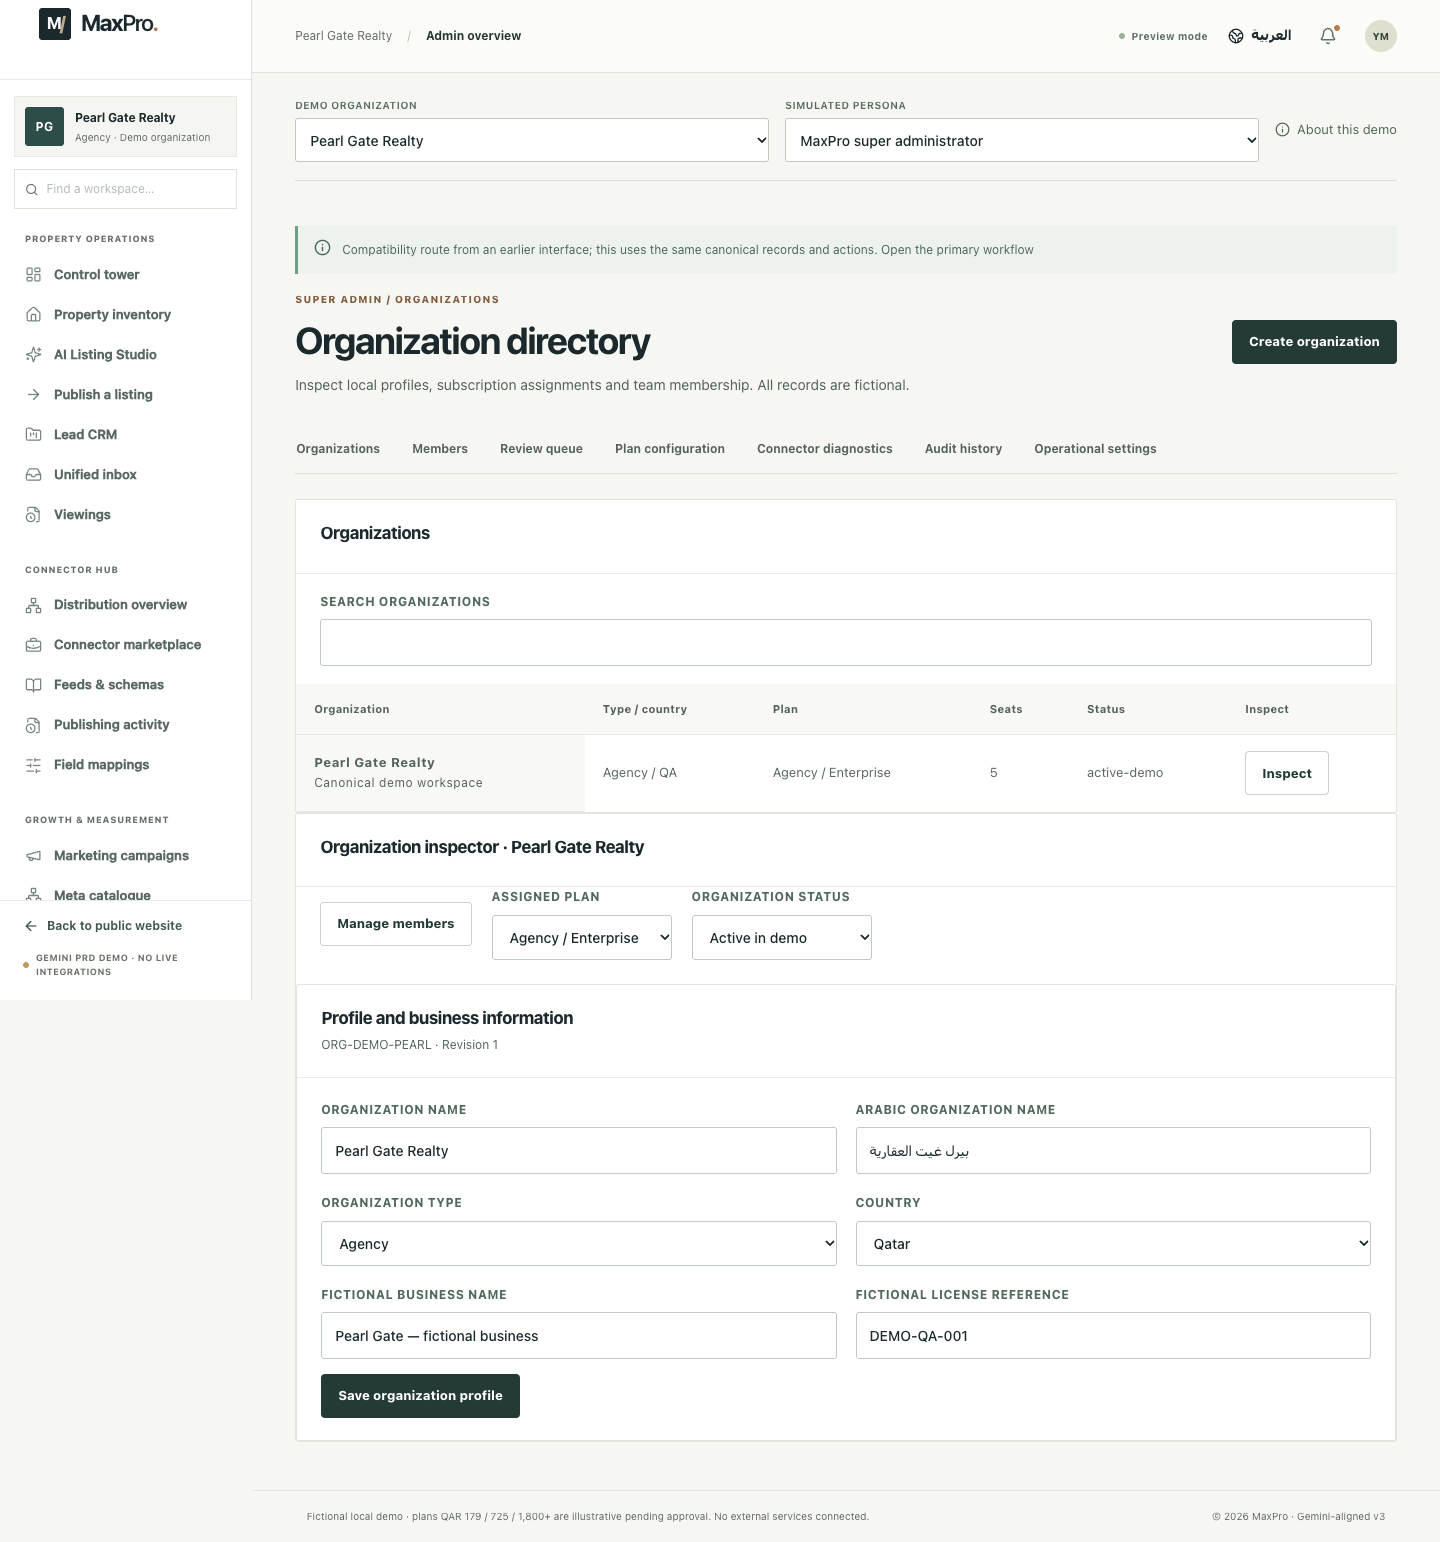 M/ MaxPro.
PG
Pearl Gate Realty
Agency · Demo organization
Find a workspace...
PROPERTY OPERATIONS
Control tower
Property inventory
AI Listing Studio
Publish a listing
Lead CRM
Unified inbox
Viewings
CONNECTOR HUB
Distribution overview
Connector marketplace
Feeds & schemas
Publishing activity
Field mappings
GROWTH & MEASUREMENT
Marketing campaigns
Meta catalogue
Back to public website
GEMINI PRD DEMO · NO LIVE
INTEGRATIONS
Pearl Gate Realty / Admin overview
Preview mode
العربية
YM
DEMO ORGANIZATION
Pearl Gate Realty
SIMULATED PERSONA
MaxPro super administrator
About this demo
Compatibility route from an earlier interface; this uses the same canonical records and actions. Open the primary workflow
SUPER ADMIN / ORGANIZATIONS
Organization directory
Create organization
Inspect local profiles, subscription assignments and team membership. All records are fictional.
Organizations Members Review queue Plan configuration Connector diagnostics Audit history Operational settings
Organizations
SEARCH ORGANIZATIONS
Organization Type / country Plan Seats Status Inspect
Pearl Gate Realty
Canonical demo workspace
Agency / QA Agency / Enterprise 5 active-demo Inspect
Organization inspector · Pearl Gate Realty
Manage members
ASSIGNED PLAN
Agency / Enterprise
ORGANIZATION STATUS
Active in demo
Profile and business information
ORG-DEMO-PEARL · Revision 1
ORGANIZATION NAME
Pearl Gate Realty
ARABIC ORGANIZATION NAME
بيرل غيت العقارية
ORGANIZATION TYPE
Agency
COUNTRY
Qatar
FICTIONAL BUSINESS NAME
Pearl Gate — fictional business
FICTIONAL LICENSE REFERENCE
DEMO-QA-001
Save organization profile
Fictional local demo · plans QAR 179 / 725 / 1,800+ are illustrative pending approval. No external services connected.
© 2026 MaxPro · Gemini-aligned v3